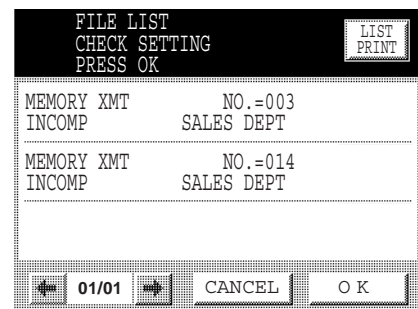 FILE LIST
CHECK SETTING
PRESS OK
LIST
PRINT
MEMORY XMT NO.=003
INCOMP SALES DEPT
MEMORY XMT NO.=014
INCOMP SALES DEPT
01/01 CANCEL O K